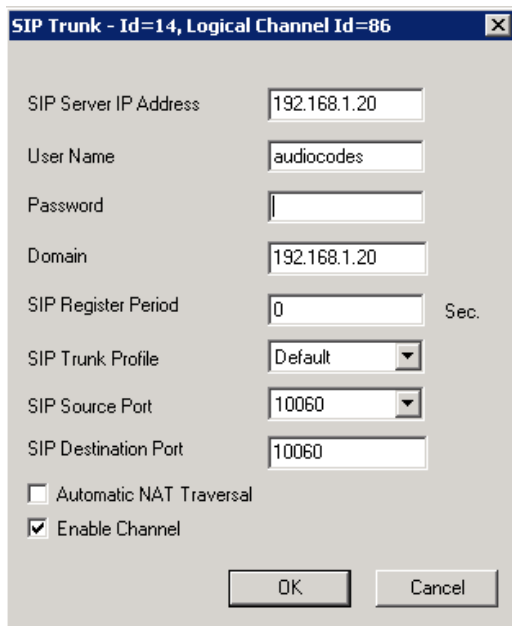 SIP Trunk - Id=14, Logical Channel Id=86
SIP Server IP Address 192.168.1.20
User Name audiocodes
Password
Domain 192.168.1.20
SIP Register Period 0 Sec.
SIP Trunk Profile Default
SIP Source Port 10060
SIP Destination Port 10060
Automatic NAT Traversal
Enable Channel
OK Cancel